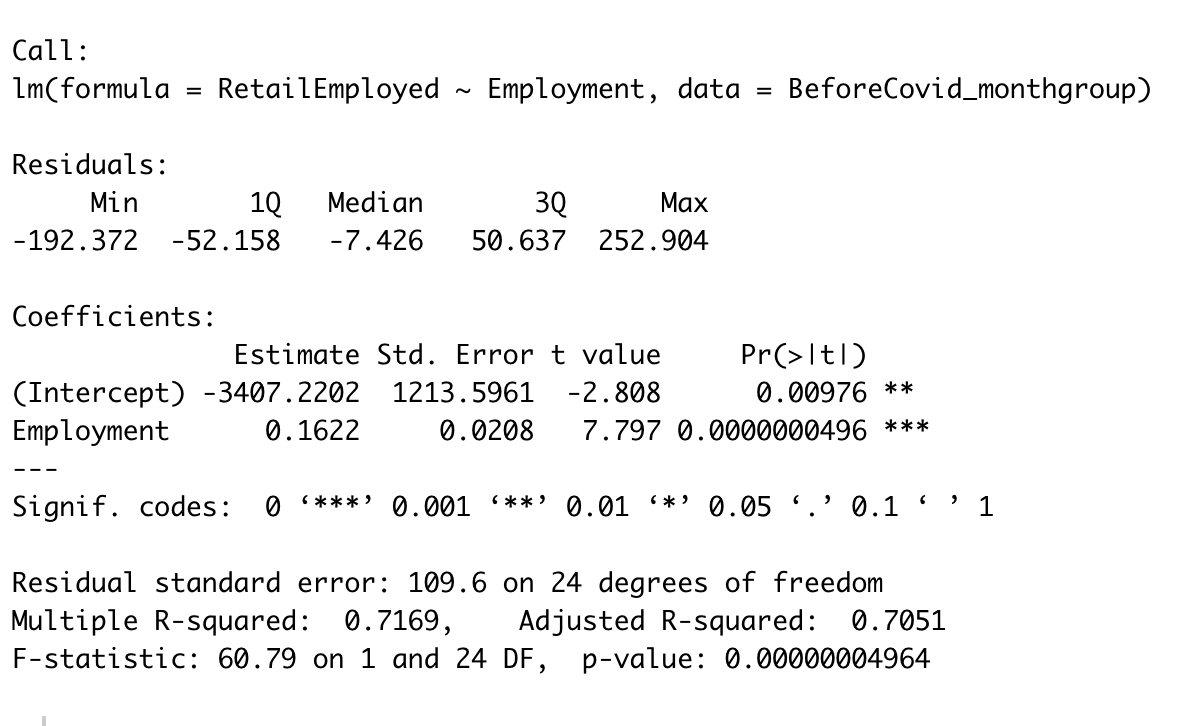 Call:
lm(formula = RetailEmployed ~ Employment, data = BeforeCovid_monthgroup)
Residuals:
     Min       1Q   Median       3Q      Max
-192.372  -52.158   -7.426   50.637  252.904
Coefficients:
              Estimate Std. Error t value     Pr(>|t|)
(Intercept) -3407.2202  1213.5961  -2.808      0.00976 **
Employment      0.1622     0.0208   7.797 0.0000000496 ***
---
Signif. codes:  0 ‘***’ 0.001 ‘**’ 0.01 ‘*’ 0.05 ‘.’ 0.1 ‘ ’ 1
Residual standard error: 109.6 on 24 degrees of freedom
Multiple R-squared:  0.7169,	Adjusted R-squared:  0.7051
F-statistic: 60.79 on 1 and 24 DF,  p-value: 0.00000004964